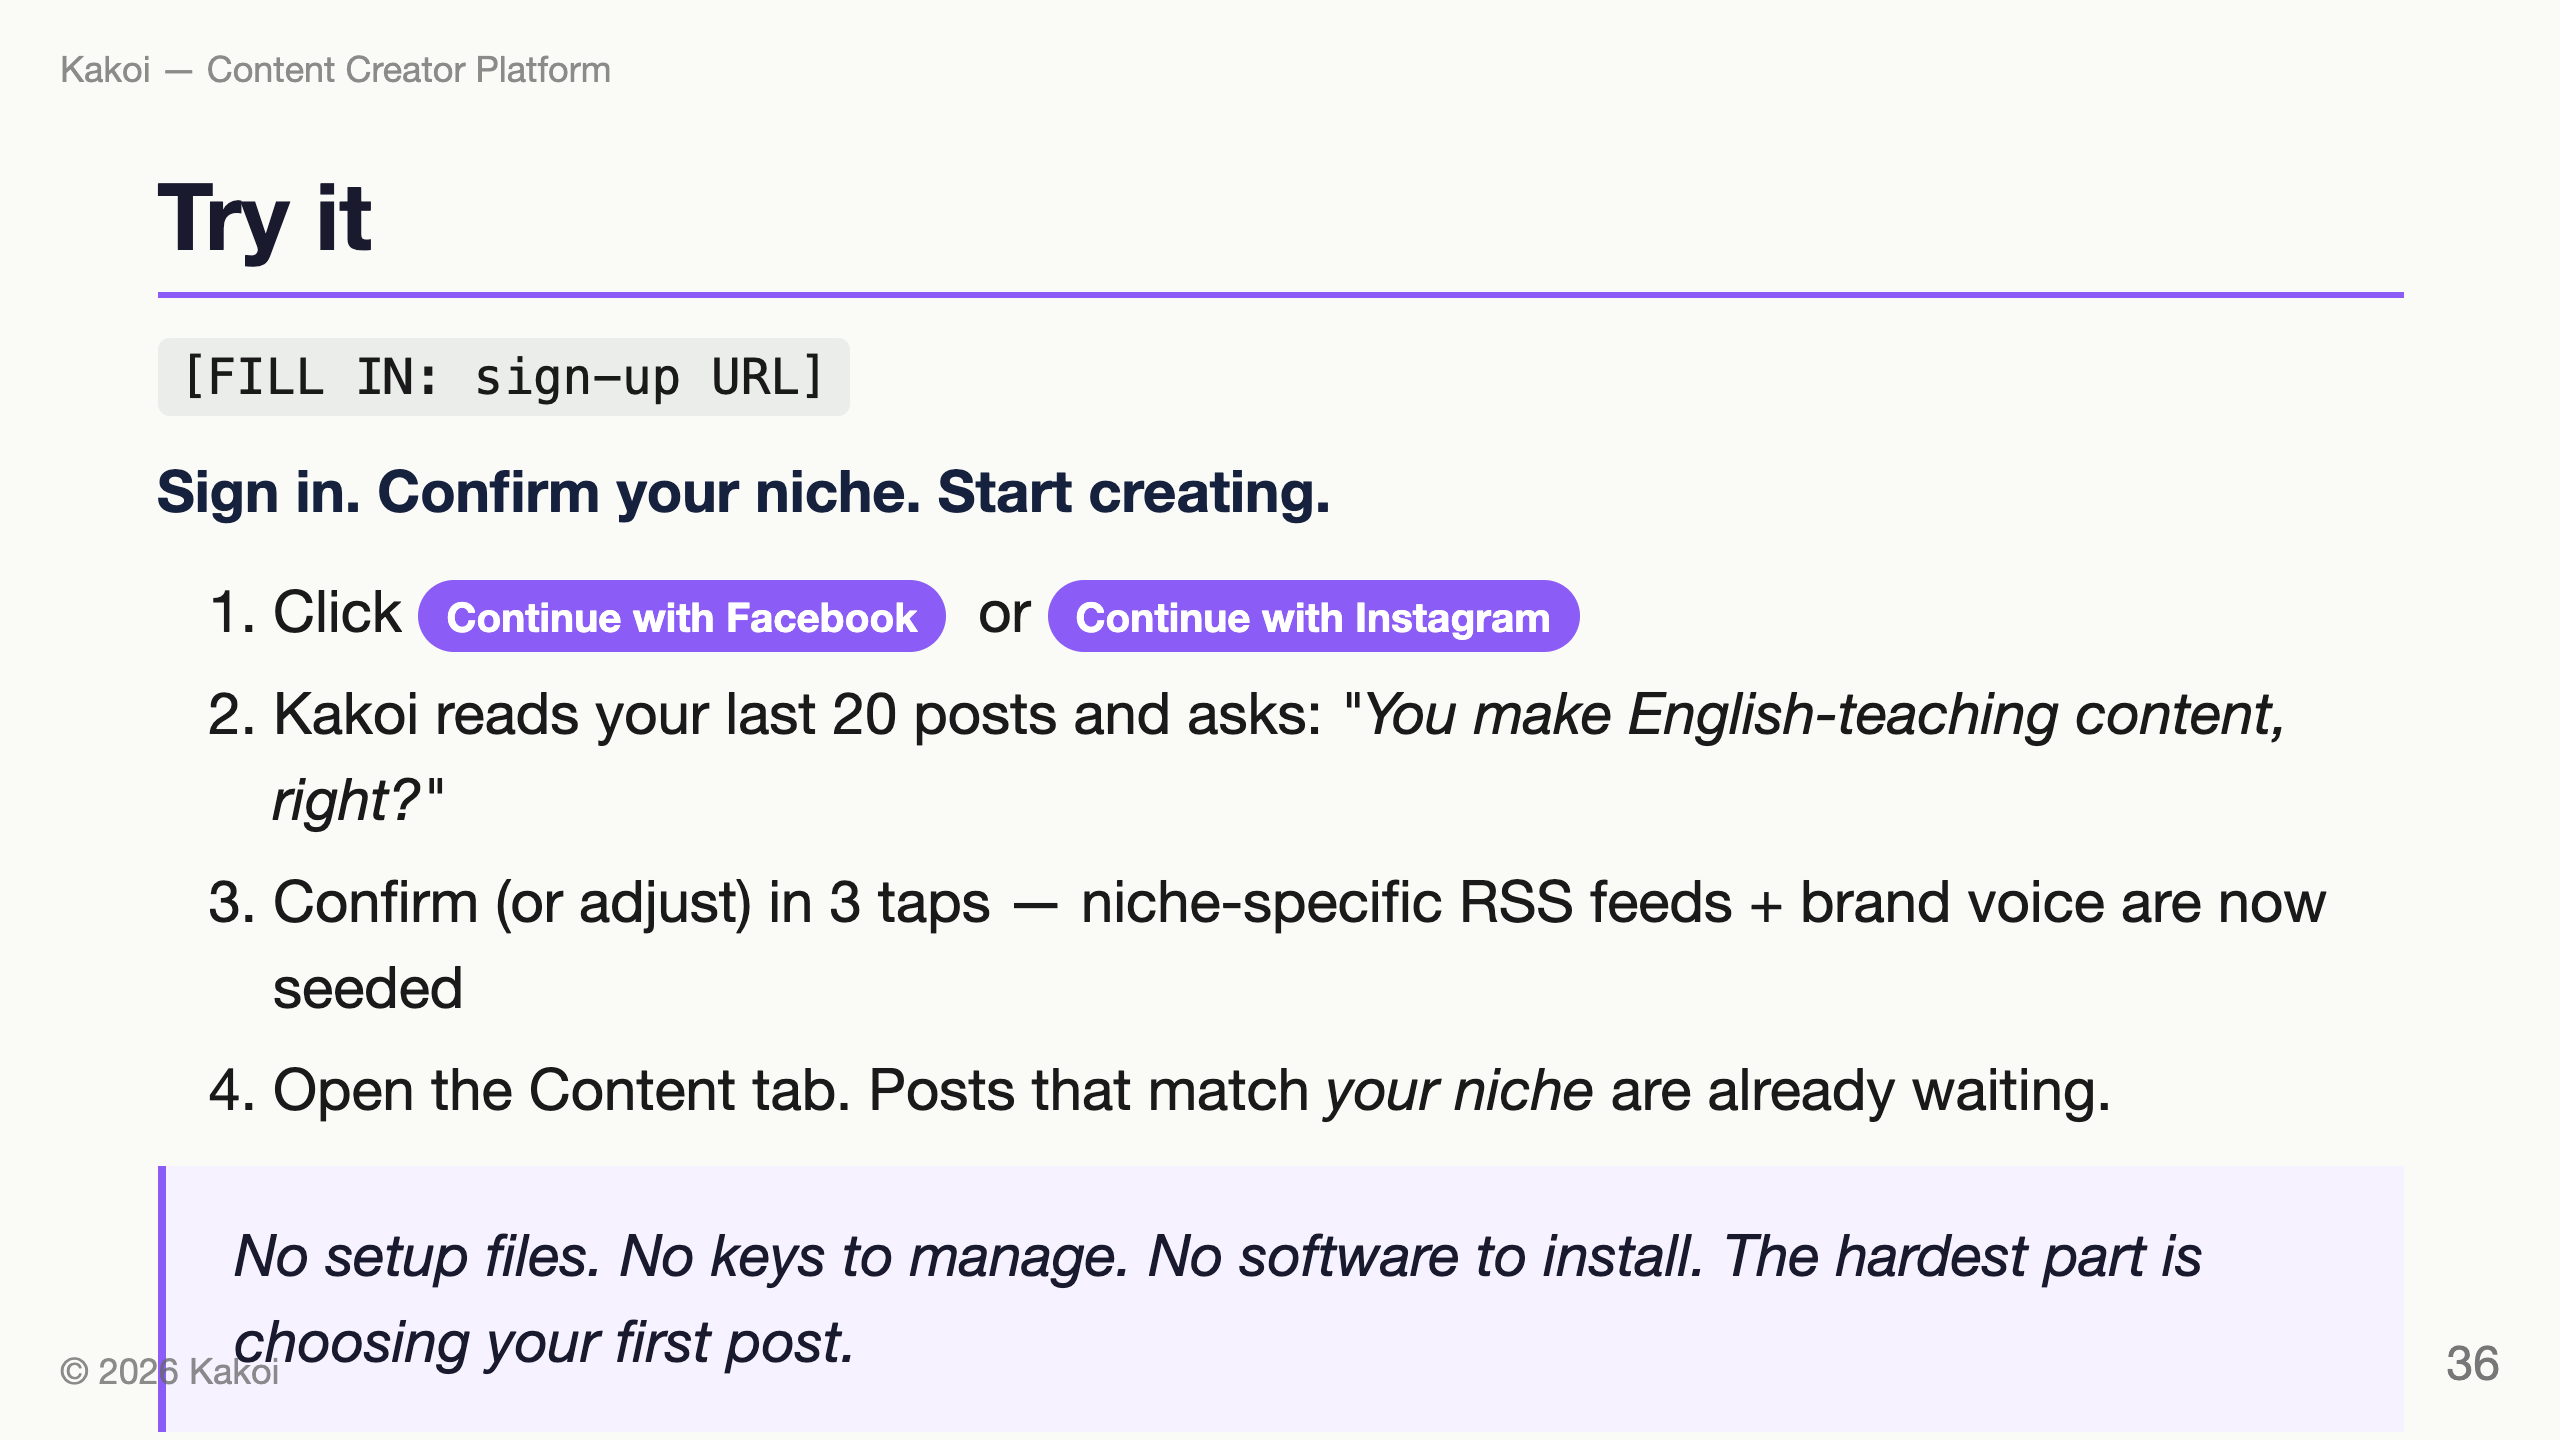 Kakoi — Content Creator Platform
Try it
[FILL IN: sign-up URL]
Sign in. Confirm your niche. Start creating.
1. Click Continue with Facebook or Continue with Instagram
2. Kakoi reads your last 20 posts and asks: "You make English-teaching content,
right?"
3. Confirm (or adjust) in 3 taps — niche-specific RSS feeds + brand voice are now
seeded
4. Open the Content tab. Posts that match your niche are already waiting.
No setup files. No keys to manage. No software to install. The hardest part is
choosing your first post.
© 2026 Kakoi
36